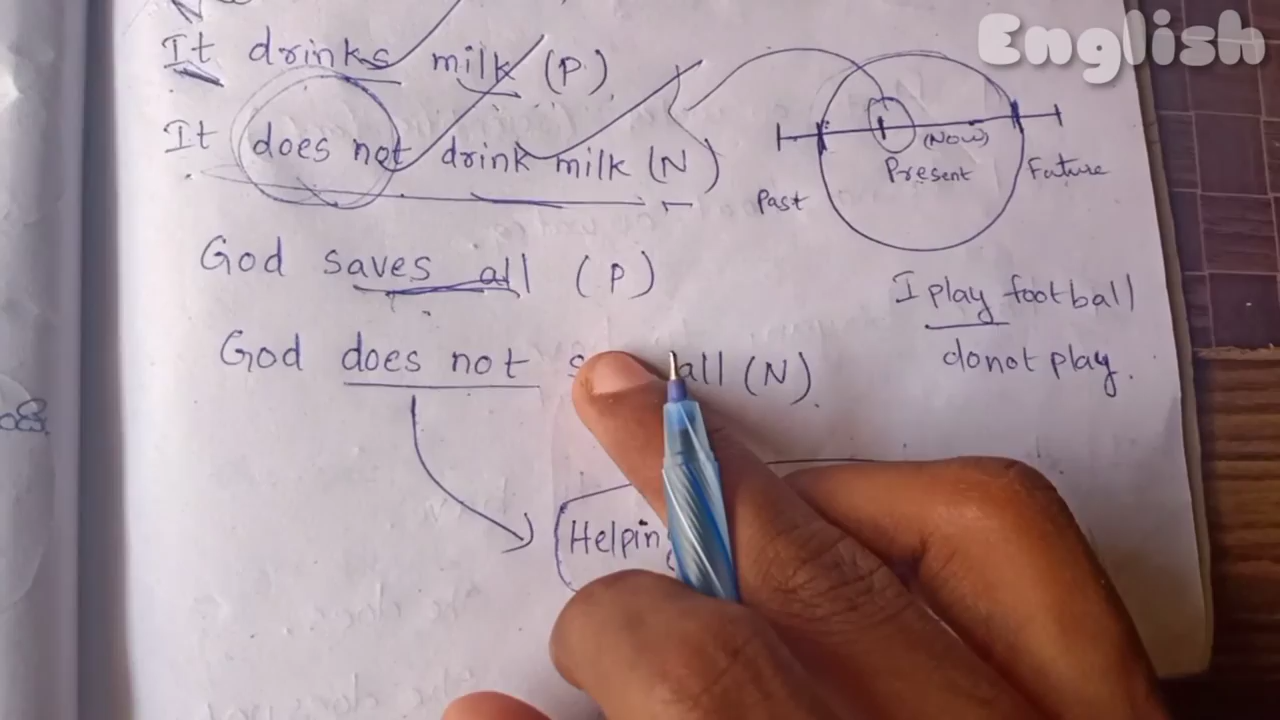 English
It drinks milk (P)
It does not drink milk (N)
(Now)
Present
Past
Future
God saves all (P)
I play football
God does not all (N)
donot play.
Helping